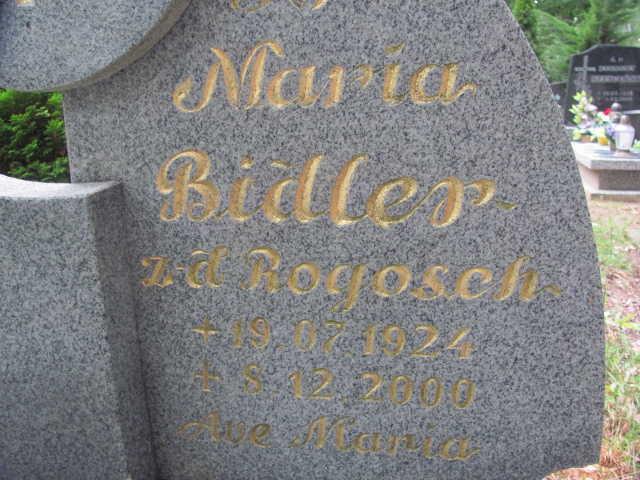 Maria
Bidler
z-d Rogosch
+ 19.07.1924
+ 8.12.2000
Ave Maria